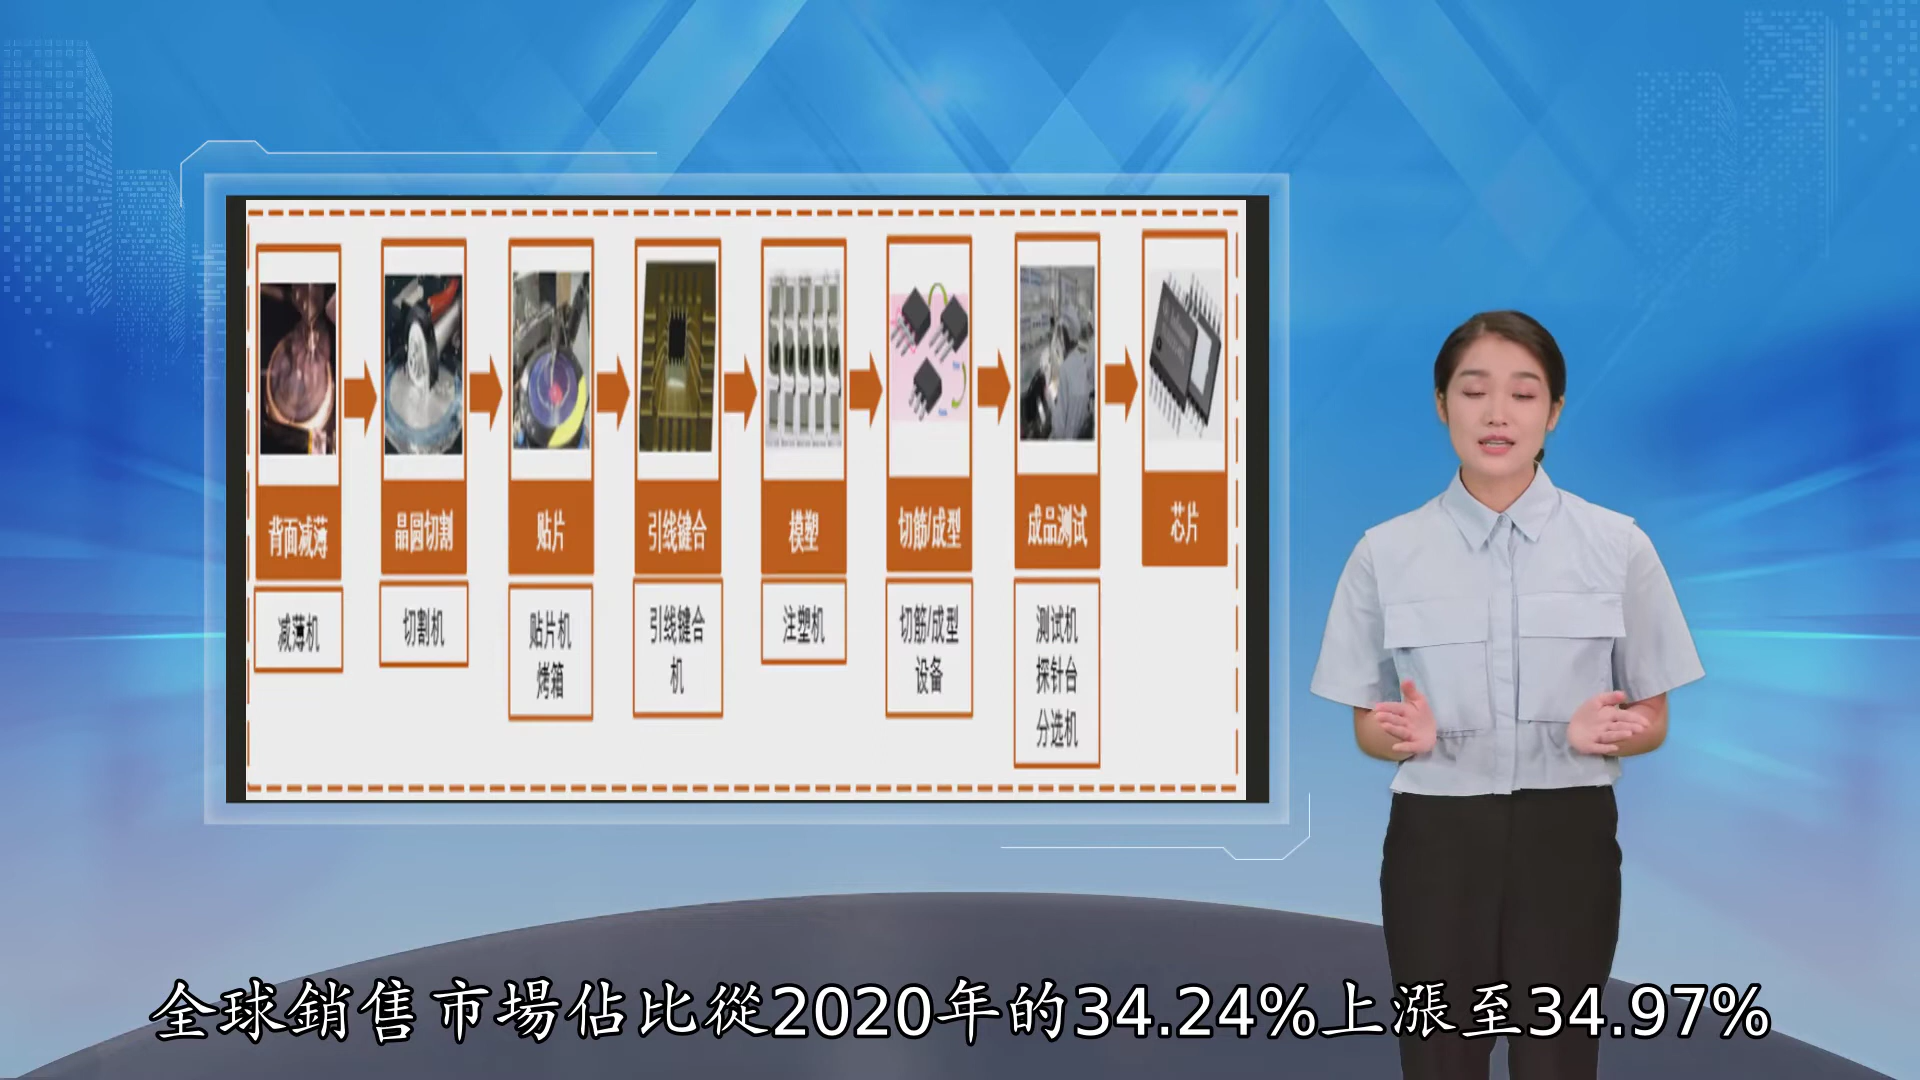 背面减薄
晶圆切割
贴片
引线键合
模塑
切筋/成型
成品测试
芯片
减薄机
切割机
贴片机
烤箱
引线键合
机
注塑机
切筋/成型
设备
测试机
探针台
分选机
全球銷售市場佔比從2020年的34.24%上漲至34.97%